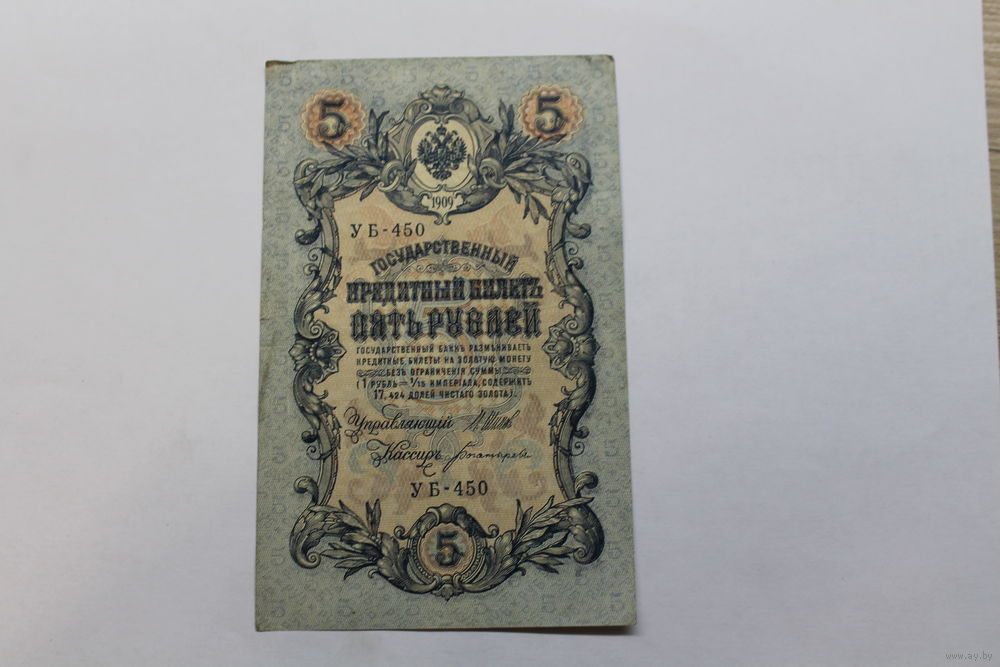 5 5
1909
УБ-450
ГОСУДАРСТВЕННЫЙ
КРЕДИТНЫЙ БИЛЕТЪ
ПЯТЬ РУБЛЕЙ
ГОСУДАРСТВЕННЫЙ БАНКЪ РАЗМѢНИВАЕТЪ
КРЕДИТНЫЕ БИЛЕТЫ НА ЗОЛОТУЮ МОНЕТУ
БЕЗЪ ОГРАНИЧЕНІЯ СУММЫ
(1 РУБЛЬ = 1/15 ИМПЕРІАЛА, СОДЕРЖИТЪ
17,424 ДОЛЕЙ ЧИСТАГО ЗОЛОТА).
Управляющій И. Шипов
Кассиръ Богатырев
УБ-450
5
www.ay.by